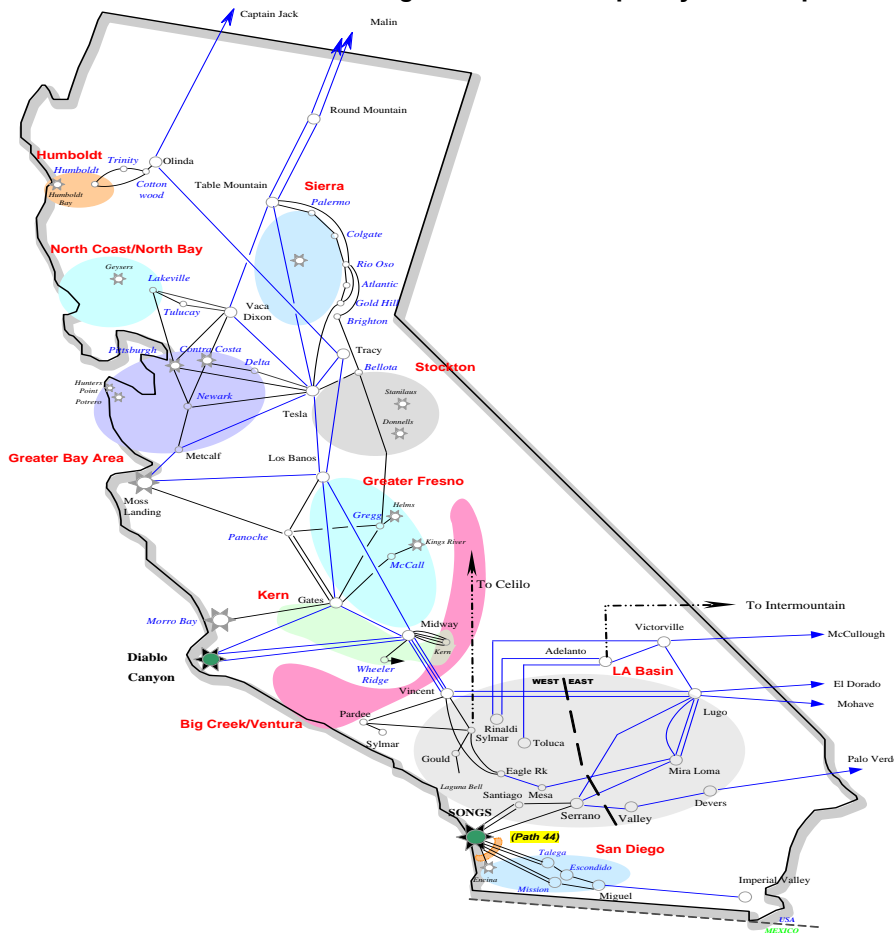 Captain Jack
Malin
Round Mountain
Humboldt
Trinity
Olinda
Humboldt
Humboldt
Bay
Cotton
wood
Table Mountain
Sierra
Palermo
Colgate
North Coast/North Bay
Geysers
Lakeville
Rio Oso
Atlantic
Tulucay
Vaca
Dixon
Gold Hill
Brighton
Pittsburgh
Contra Costa
Delta
Tracy
Bellota
Stockton
Hunters
Point
Potrero
Newark
Tesla
Stanilaus
Donnells
Greater Bay Area
Metcalf
Los Banos
Moss
Landing
Greater Fresno
Helms
Gregg
Panoche
Kings River
McCall
To Celilo
Kern
Gates
Morro Bay
Midway
Kern
To Intermountain
Diablo
Canyon
Wheeler
Ridge
Victorville
McCullough
Adelanto
LA Basin
WEST
EAST
Vincent
El Dorado
Mohave
Lugo
Big Creek/Ventura
Pardee
Sylmar
Rinaldi
Sylmar
Toluca
Gould
Palo Verde
Eagle Rk
Mira Loma
Laguna Bell
Santiago
Mesa
Devers
SONGS
Serrano
Valley
(Path 44)
San Diego
Talega
Escondido
Encina
Mission
Miguel
Imperial Valley
USA
MEXICO